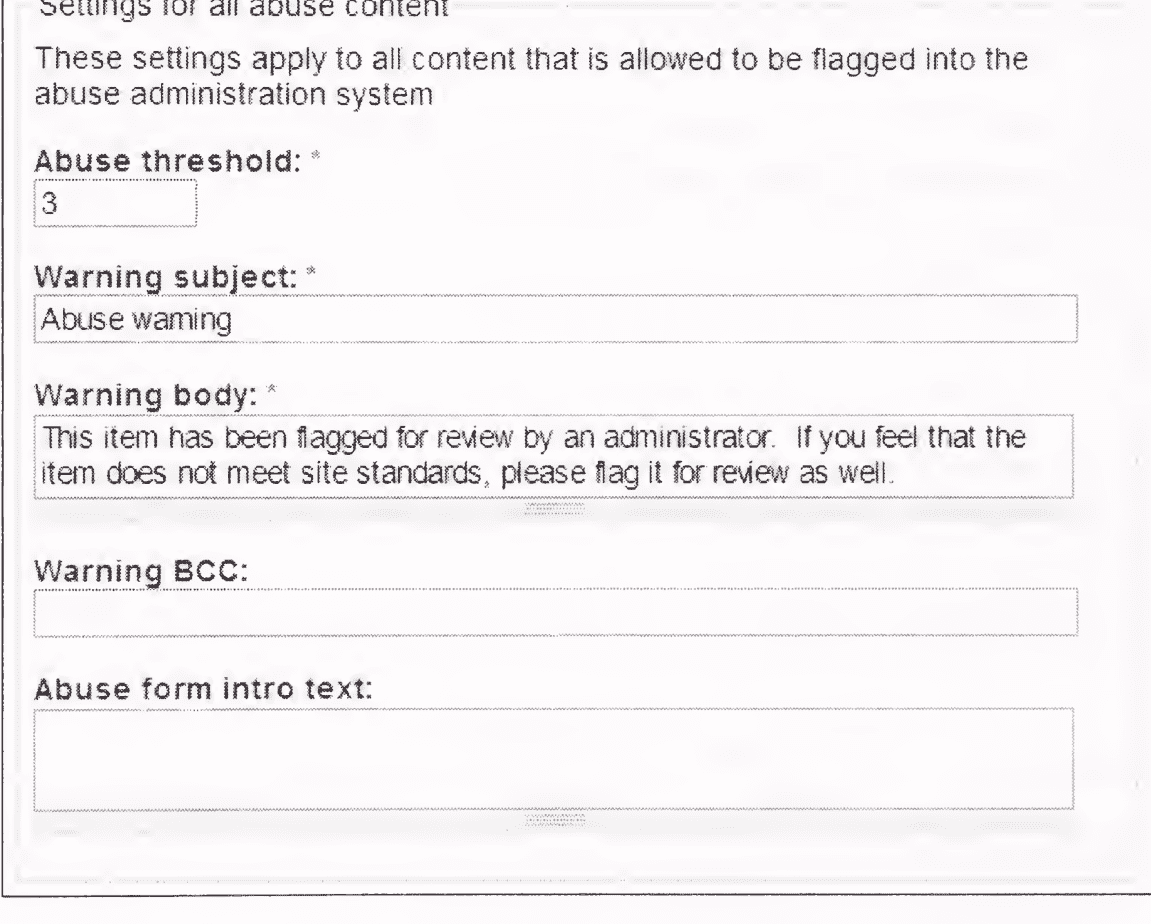 Settings for all abuse content
These settings apply to all content that is allowed to be flagged into the
abuse administration system
Abuse threshold: *
3
Warning subject: *
Abuse warning
Warning body: *
This item has been flagged for review by an administrator. If you feel that the
item does not meet site standards, please flag it for review as well.
Warning BCC:
Abuse form intro text: